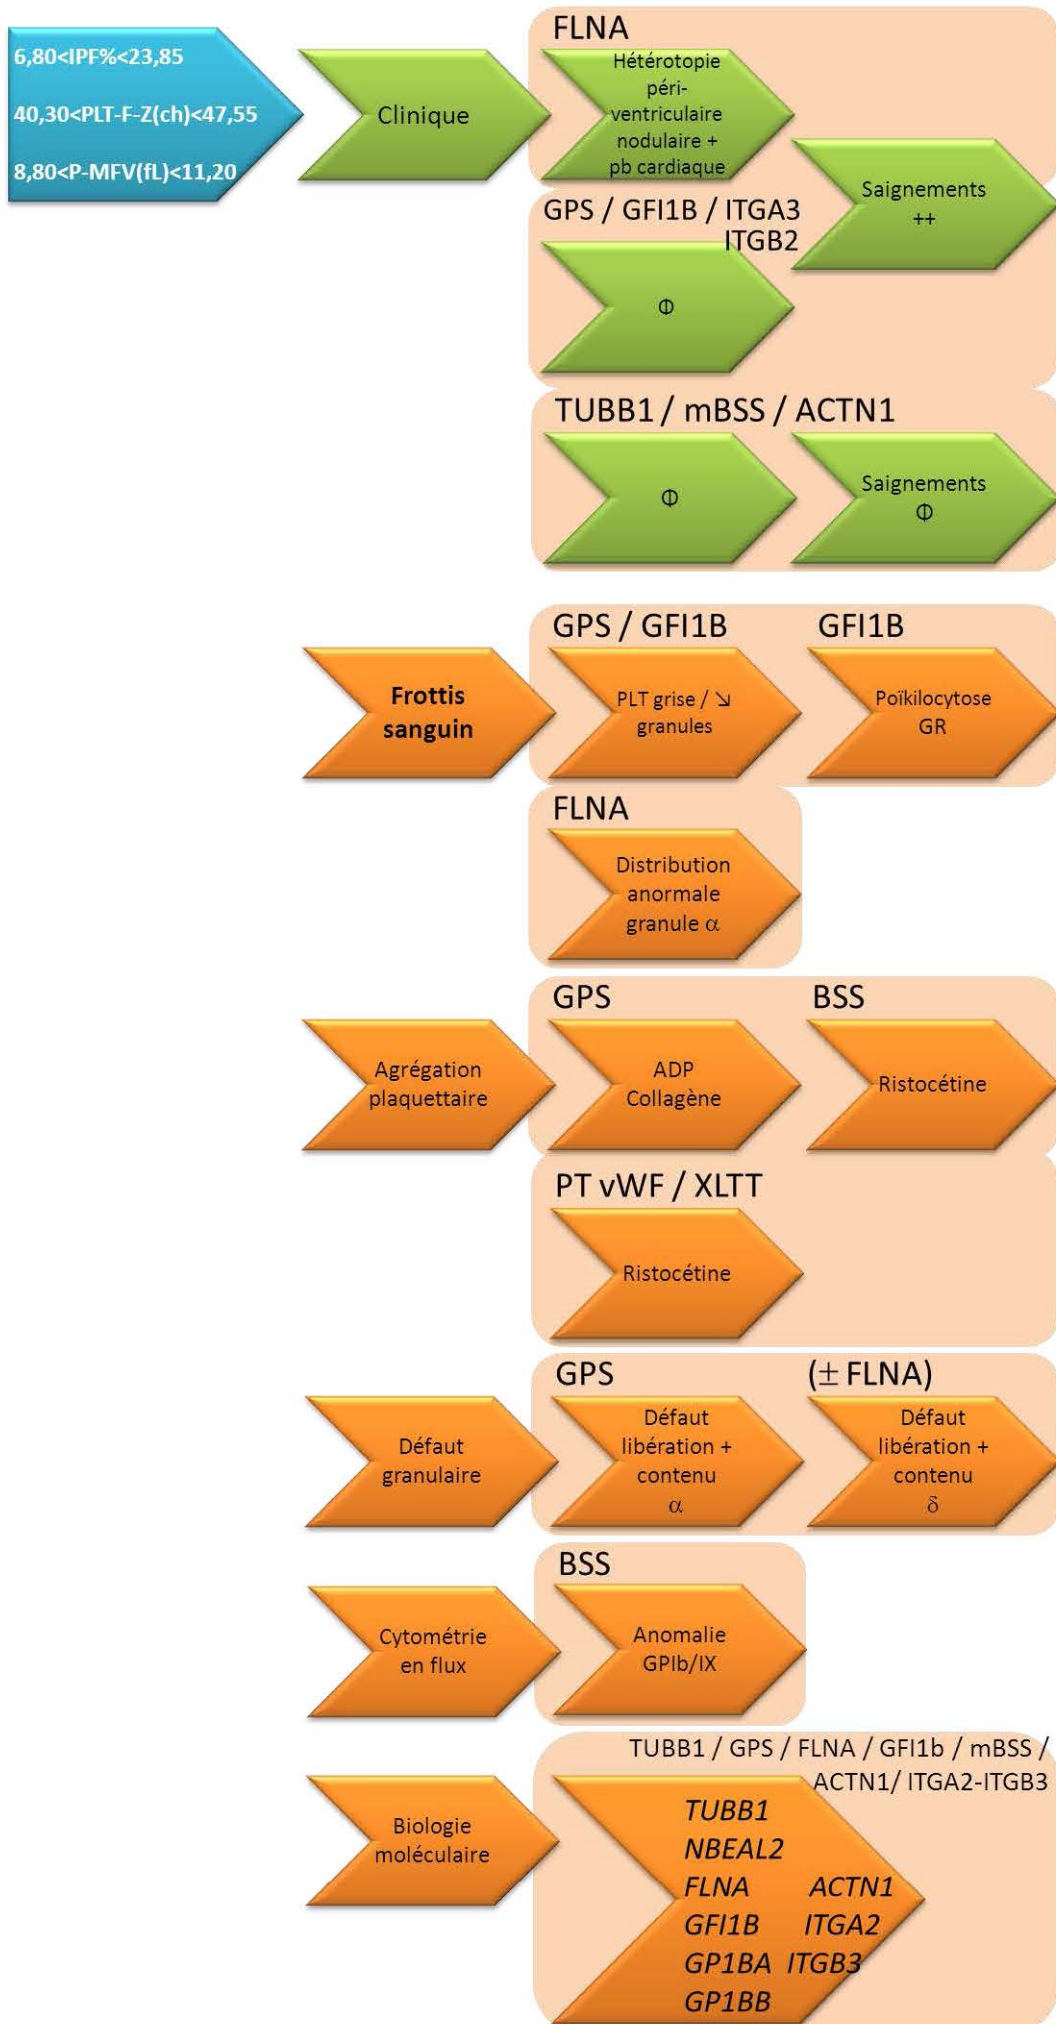 6,80<IPF%<23,85
40,30<PLT-F-Z(ch)<47,55
8,80<P-MFV(fL)<11,20
Clinique
FLNA
Hétérotopie
péri-
ventriculaire
nodulaire +
pb cardiaque
Saignements
++
GPS / GFI1B / ITGA3
ITGB2
Φ
TUBB1 / mBSS / ACTN1
Φ
Saignements
Φ
Frottis
sanguin
GPS / GFI1B
PLT grise / ↘
granules
GFI1B
Poïkilocytose
GR
FLNA
Distribution
anormale
granule α
Agrégation
plaquettaire
GPS
ADP
Collagène
BSS
Ristocétine
PT vWF / XLTT
Ristocétine
Défaut
granulaire
GPS
Défaut
libération +
contenu
α
(± FLNA)
Défaut
libération +
contenu
δ
Cytométrie
en flux
BSS
Anomalie
GPIb/IX
Biologie
moléculaire
TUBB1 / GPS / FLNA / GFI1b / mBSS /
ACTN1/ ITGA2-ITGB3
TUBB1
NBEAL2
FLNA ACTN1
GFI1B ITGA2
GP1BA ITGB3
GP1BB